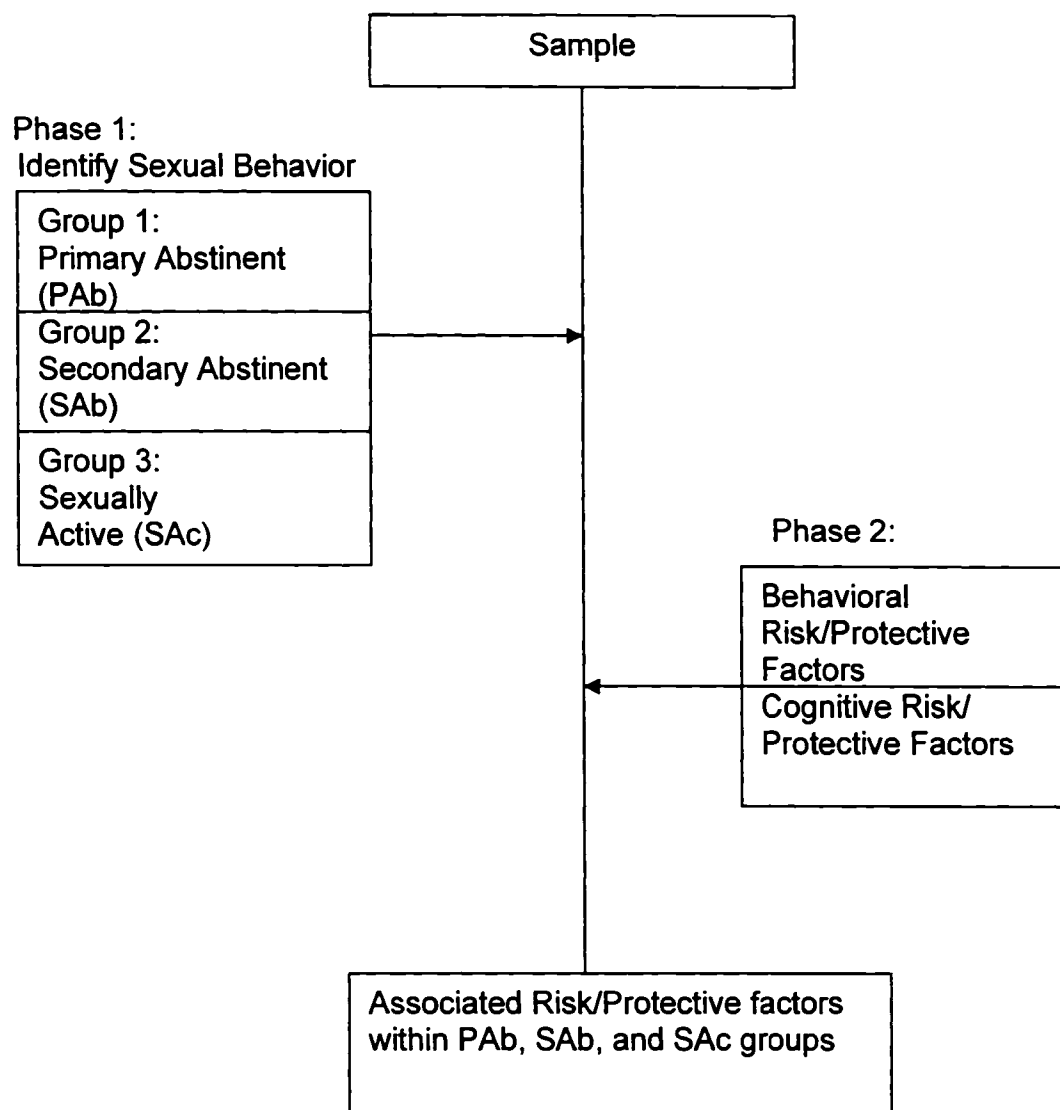 Sample
Phase 1:
Identify Sexual Behavior
Group 1:
Primary Abstinent
(PAb)
Group 2:
Secondary Abstinent
(SAb)
Group 3:
Sexually
Active (SAc)
Phase 2:
Behavioral
Risk/Protective
Factors
Cognitive Risk/
Protective Factors
Associated Risk/Protective factors
within PAb, SAb, and SAc groups